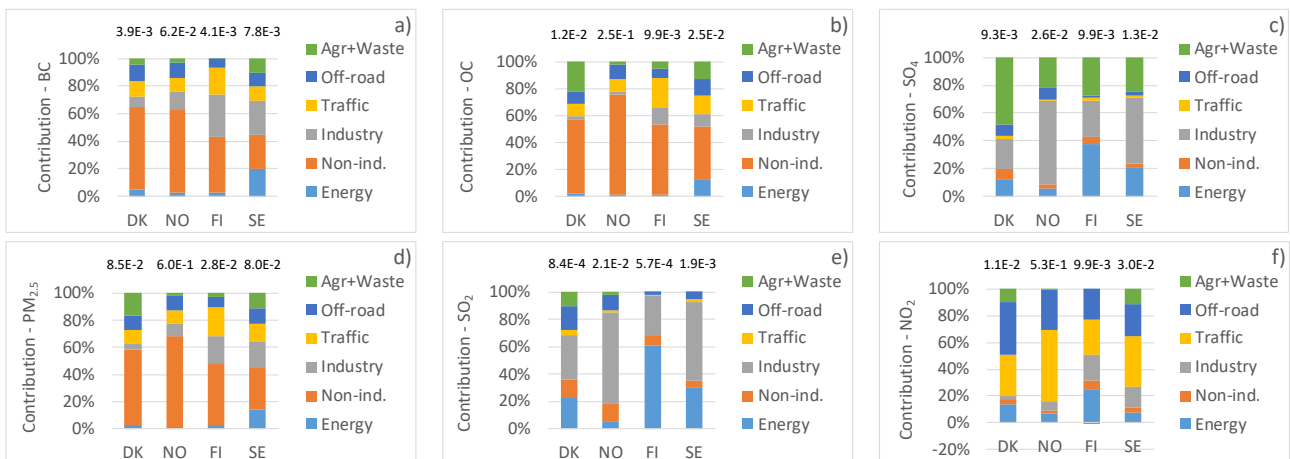 a)
3.9E-3 6.2E-2 4.1E-3 7.8E-3
Contribution - BC
100%
80%
60%
40%
20%
0%
DK NO FI SE
Agr+Waste
Off-road
Traffic
Industry
Non-ind.
Energy
b)
1.2E-2 2.5E-1 9.9E-3 2.5E-2
Contribution - OC
100%
80%
60%
40%
20%
0%
DK NO FI SE
Agr+Waste
Off-road
Traffic
Industry
Non-ind.
Energy
c)
9.3E-3 2.6E-2 9.9E-3 1.3E-2
Contribution - SO4
100%
80%
60%
40%
20%
0%
DK NO FI SE
Agr+Waste
Off-road
Traffic
Industry
Non-ind.
Energy
d)
8.5E-2 6.0E-1 2.8E-2 8.0E-2
Contribution - PM2.5
100%
80%
60%
40%
20%
0%
DK NO FI SE
Agr+Waste
Off-road
Traffic
Industry
Non-ind.
Energy
e)
8.4E-4 2.1E-2 5.7E-4 1.9E-3
Contribution - SO2
100%
80%
60%
40%
20%
0%
DK NO FI SE
Agr+Waste
Off-road
Traffic
Industry
Non-ind.
Energy
f)
1.1E-2 5.3E-1 9.9E-3 3.0E-2
Contribution - NO2
100%
80%
60%
40%
20%
0%
-20%
DK NO FI SE
Agr+Waste
Off-road
Traffic
Industry
Non-ind.
Energy